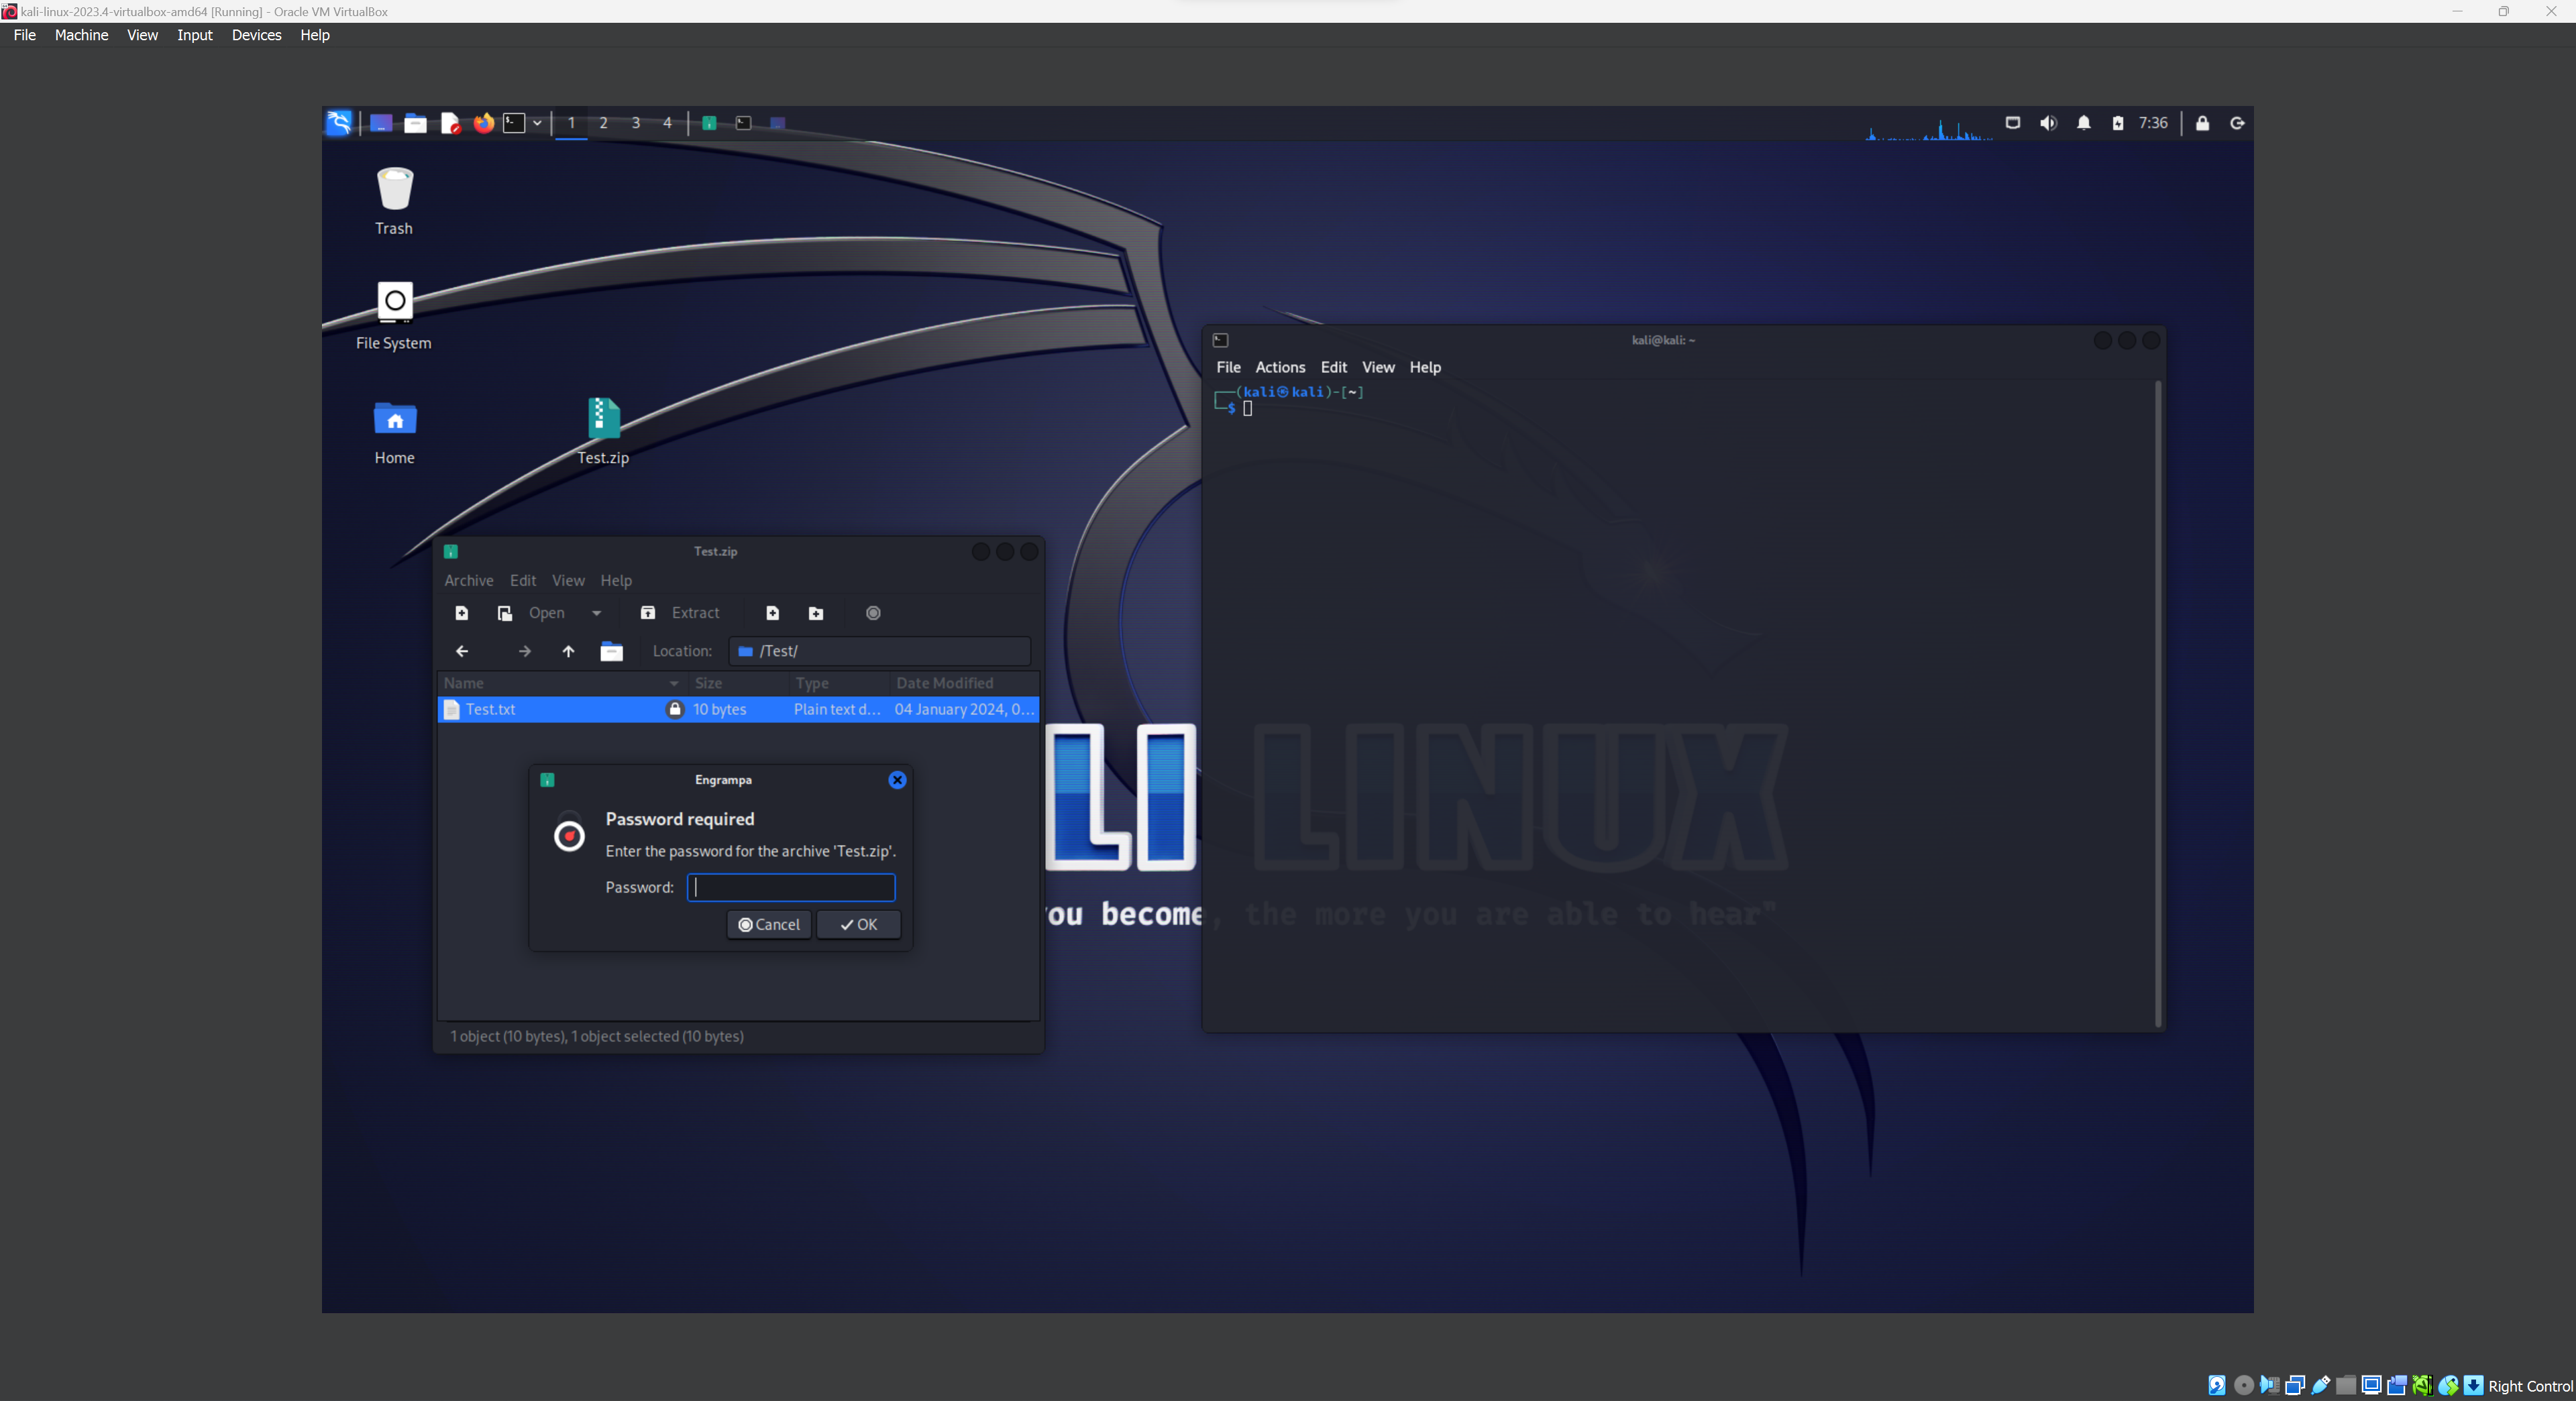 kali-linux-2023.4-virtualbox-amd64 [Running] - Oracle VM VirtualBox
File Machine View Input Devices Help
1 2 3 4
7:36
Trash
File System
Home
Test.zip
kali@kali: ~
File Actions Edit View Help
(kali㉿kali)-[~]
$
Test.zip
Archive Edit View Help
Open Extract
Location: /Test/
Name Size Type Date Modified
Test.txt 10 bytes Plain text d... 04 January 2024, 0...
Engrampa
Password required
Enter the password for the archive 'Test.zip'.
Password:
Cancel OK
1 object (10 bytes), 1 object selected (10 bytes)
LI LINUX
ou become, the more you are able to hear"
Right Control